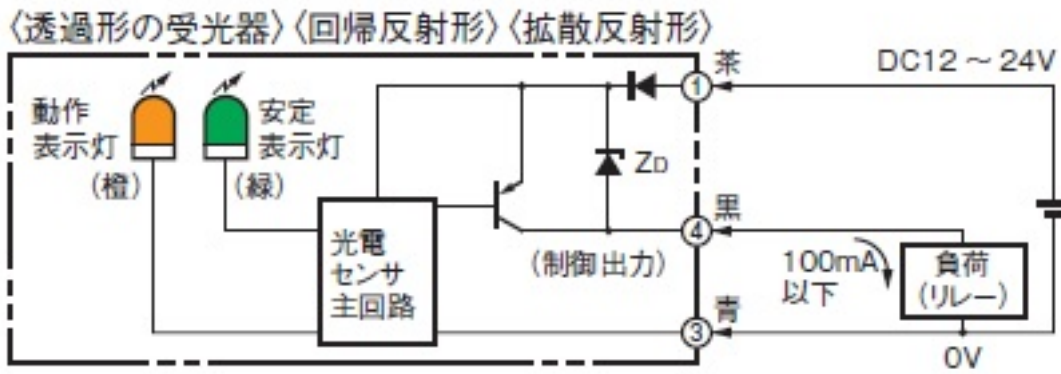 〈透過形の受光器〉〈回帰反射形〉〈拡散反射形〉
動作
表示灯
(橙)
安定
表示灯
(緑)
光電
センサ
主回路
ZD
(制御出力)
① 茶
DC12～24V
④ 黒
100mA
以下
負荷
(リレー)
③ 青
0V